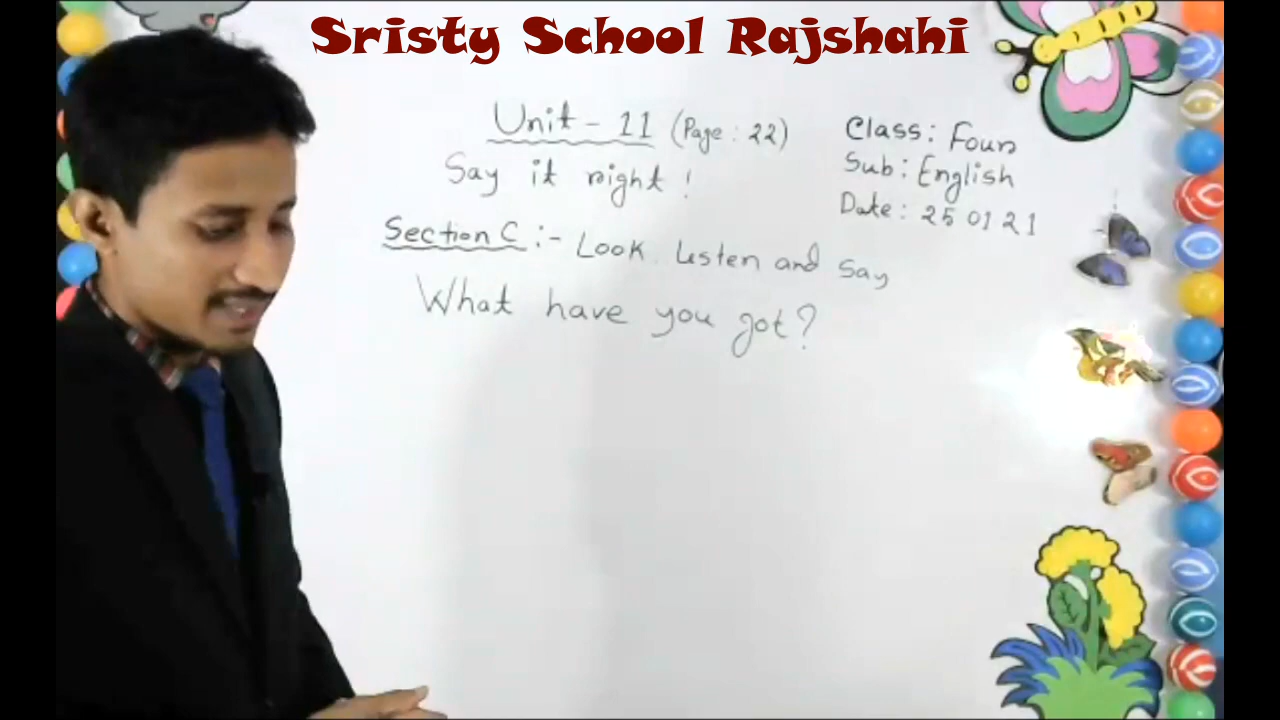 Sristy School Rajshahi
Unit - 11 (Page : 22)
Say it right !
Class : Four
Sub : English
Date : 25 01 21
Section C :- Look Listen and Say
What have you got?